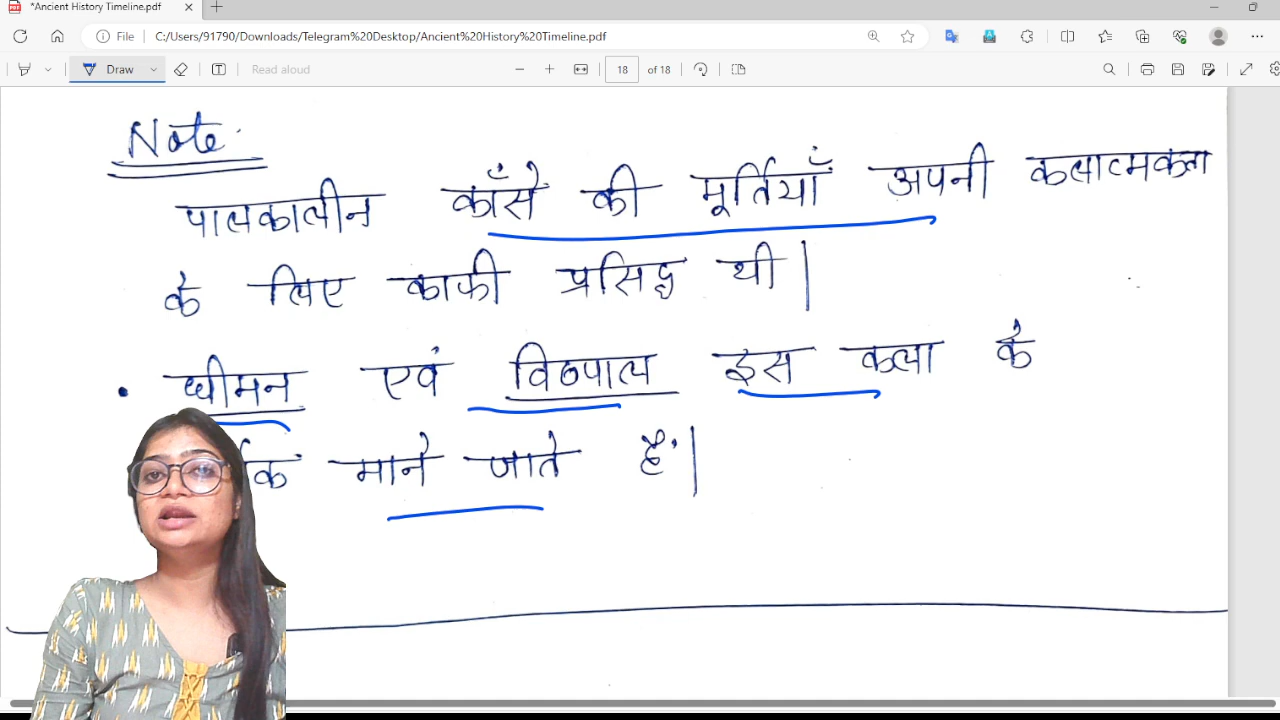 *Ancient History Timeline.pdf
File C:/Users/91790/Downloads/Telegram%20Desktop/Ancient%20History%20Timeline.pdf
Draw Read aloud 18 of 18
Note
पालकालीन काँसे की मूर्तियाँ अपनी कलात्मकता
के लिए काफी प्रसिद्ध थी।
• धीमन एवं विठपाल इस कला के
माने जाते हैं।